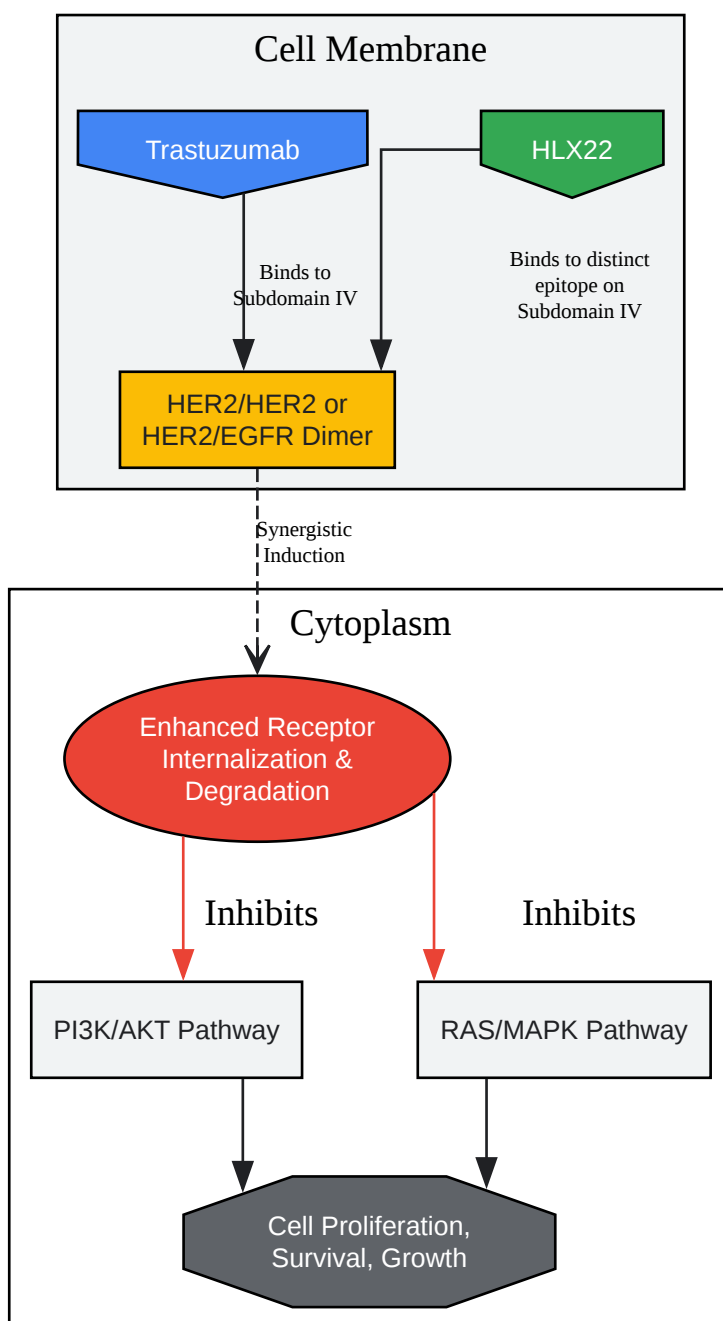 Cell Membrane
Trastuzumab
HLX22
Binds to
Subdomain IV
Binds to distinct
epitope on
Subdomain IV
HER2/HER2 or
HER2/EGFR Dimer
Synergistic
Induction
Cytoplasm
Enhanced Receptor
Internalization &
Degradation
Inhibits
Inhibits
PI3K/AKT Pathway
RAS/MAPK Pathway
Cell Proliferation,
Survival, Growth